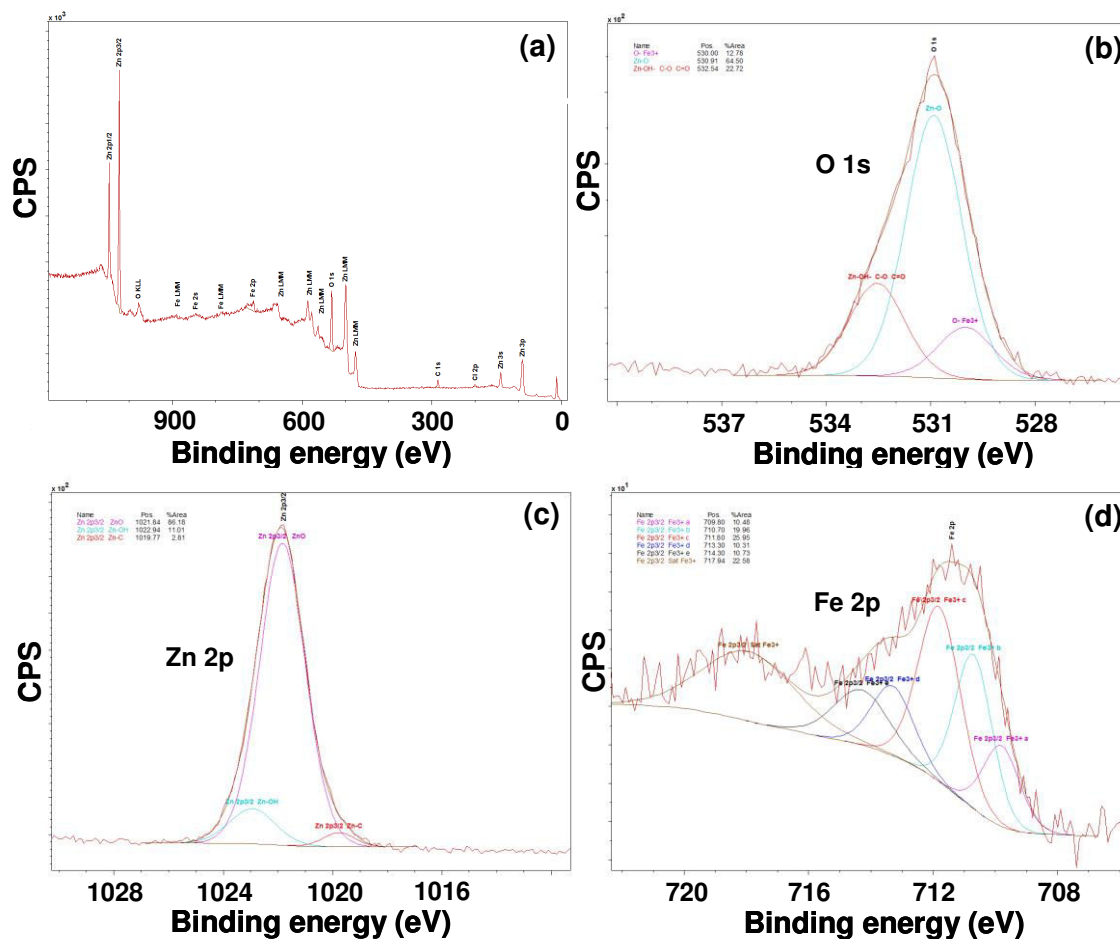 x 10³
(a)
Zn 2p1/2
Zn 2p3/2
O KLL
Fe LMM
Fe 2s
Fe LMM
Fe 2p
Zn LMM
Zn LMM
Zn LMM
O 1s
Zn LMM
Zn LMM
C 1s
Cl 2p
Zn 3s
Zn 3p
CPS
900 600 300 0
Binding energy (eV)
x 10²
(b)
Name Pos. %Area
O- Fe3+ 530.00 12.78
Zn-O 530.91 64.50
Zn-OH- C-O C=O 532.54 22.72
O 1s
Zn-O
O 1s
Zn-OH- C-O C=O
O- Fe3+
CPS
537 534 531 528
Binding energy (eV)
x 10²
(c)
Name Pos. %Area
Zn 2p3/2 ZnO 1021.84 86.18
Zn 2p3/2 Zn-OH 1022.94 11.01
Zn 2p3/2 Zn-C 1019.77 2.81
Zn 2p3/2
Zn 2p3/2 ZnO
Zn 2p
Zn 2p3/2 Zn-OH
Zn 2p3/2 Zn-C
CPS
1028 1024 1020 1016
Binding energy (eV)
x 10¹
(d)
Name Pos. %Area
Fe 2p3/2 Fe3+ a 709.80 10.48
Fe 2p3/2 Fe3+ b 710.70 19.96
Fe 2p3/2 Fe3+ c 711.80 25.95
Fe 2p3/2 Fe3+ d 713.30 10.31
Fe 2p3/2 Fe3+ e 714.30 10.73
Fe 2p3/2 Sat Fe3+ 717.94 22.58
Fe 2p
Fe 2p
Fe 2p3/2 Fe3+ c
Fe 2p3/2 Sat Fe3+
Fe 2p3/2 Fe3+ b
Fe 2p3/2 Fe3+ e
Fe 2p3/2 Fe3+ d
Fe 2p3/2 Fe3+ a
CPS
720 716 712 708
Binding energy (eV)